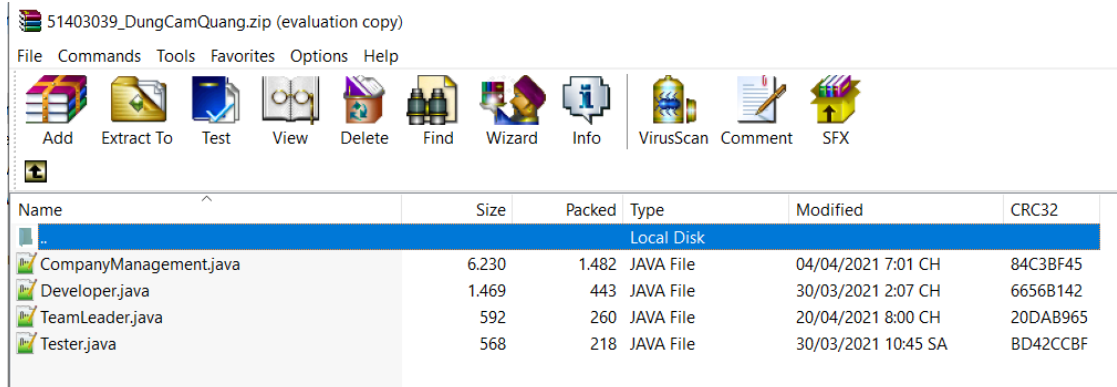 51403039_DungCamQuang.zip (evaluation copy)
File Commands Tools Favorites Options Help
Add Extract To Test View Delete Find Wizard Info VirusScan Comment SFX
Name Size Packed Type Modified CRC32
.. Local Disk
CompanyManagement.java 6.230 1.482 JAVA File 04/04/2021 7:01 CH 84C3BF45
Developer.java 1.469 443 JAVA File 30/03/2021 2:07 CH 6656B142
TeamLeader.java 592 260 JAVA File 20/04/2021 8:00 CH 20DAB965
Tester.java 568 218 JAVA File 30/03/2021 10:45 SA BD42CCBF